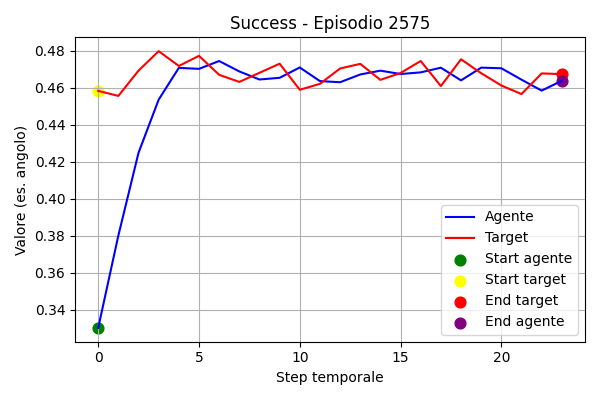 Success - Episodio 2575
Valore (es. angolo)
0.48
0.46
0.44
0.42
0.40
0.38
0.36
0.34
Agente
Target
Start agente
Start target
End target
End agente
0 5 10 15 20
Step temporale